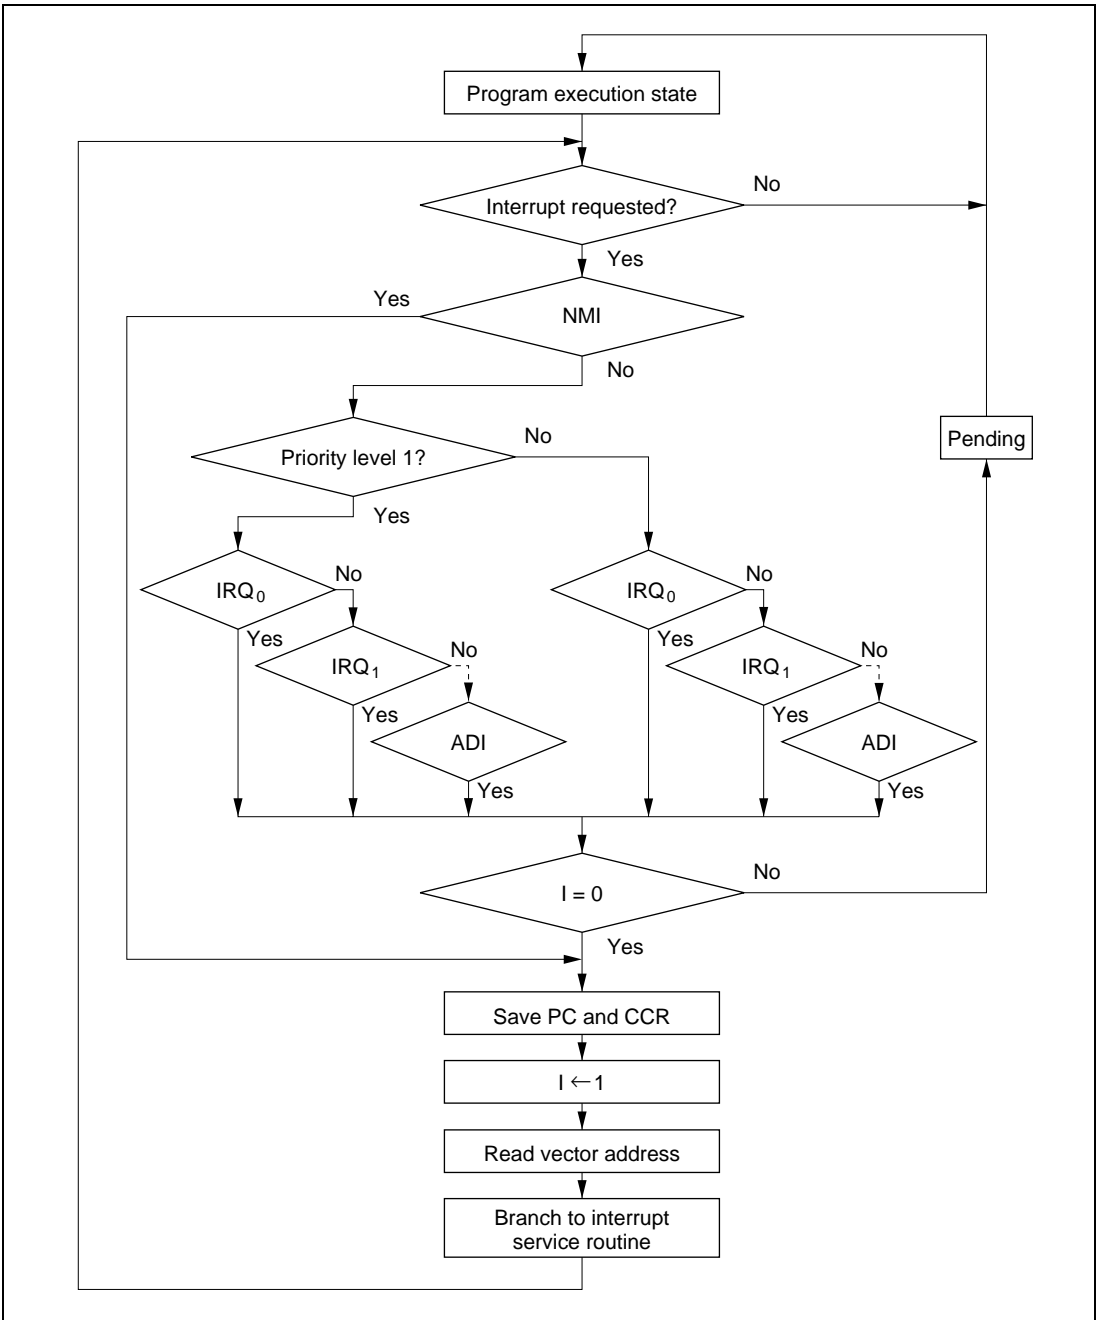 Program execution state
Interrupt requested?
No
Yes
NMI
Yes
No
Priority level 1?
No
Yes
Pending
IRQ0
No
Yes
IRQ1
No
Yes
ADI
Yes
IRQ0
No
Yes
IRQ1
No
Yes
ADI
Yes
I = 0
No
Yes
Save PC and CCR
I ← 1
Read vector address
Branch to interrupt
service routine